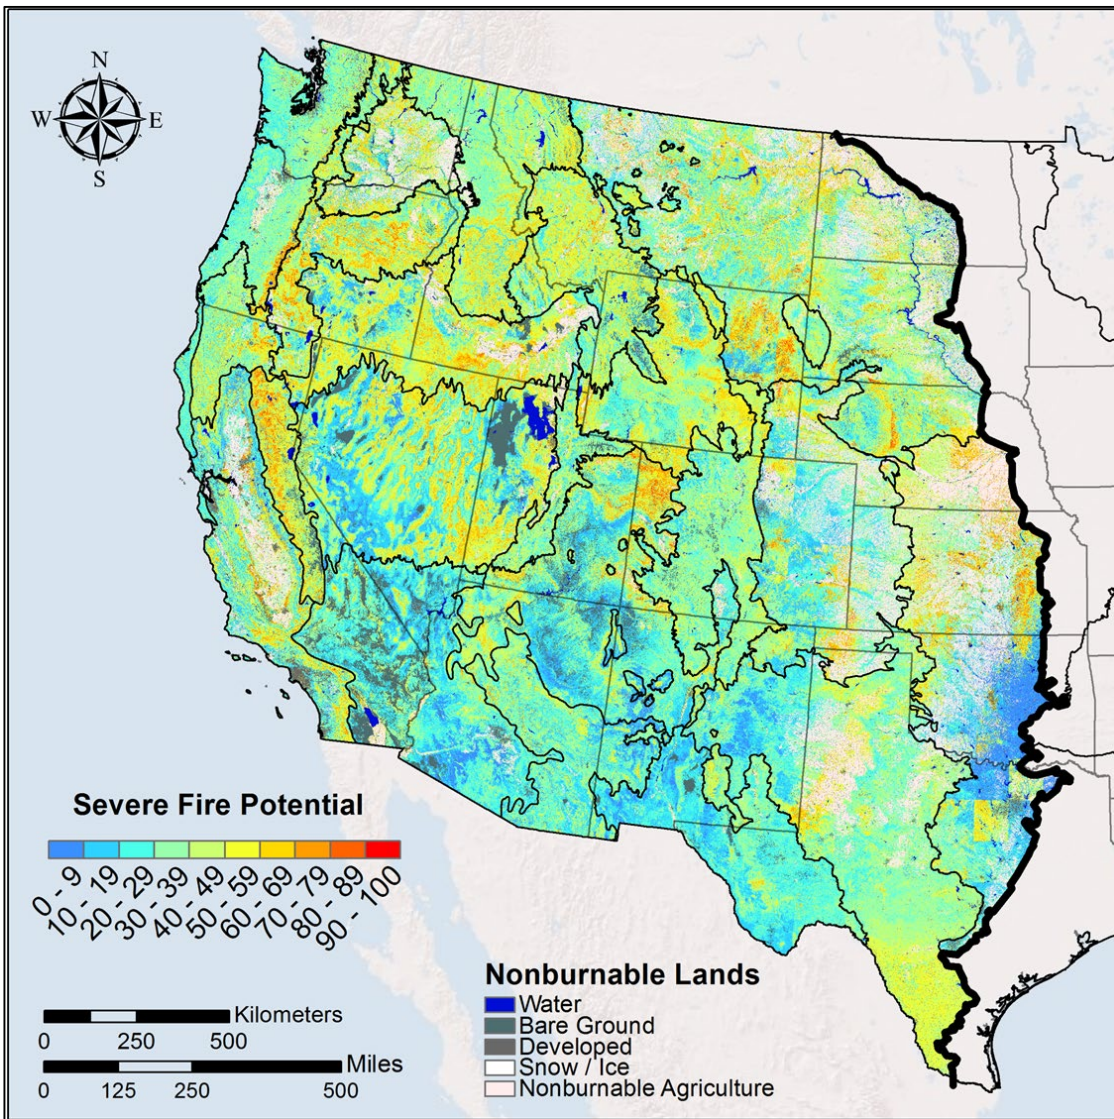 N
W E
S
Severe Fire Potential
0 - 9
10 - 19
20 - 29
30 - 39
40 - 49
50 - 59
60 - 69
70 - 79
80 - 89
90 - 100
Kilometers
0 250 500
Miles
0 125 250 500
Nonburnable Lands
Water
Bare Ground
Developed
Snow / Ice
Nonburnable Agriculture